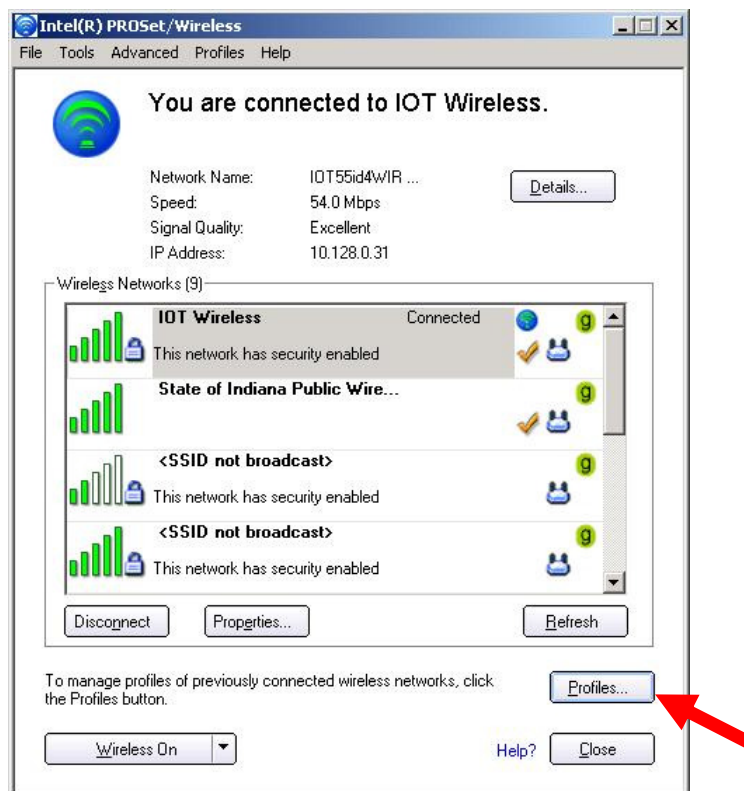 Intel(R) PROSet/Wireless
File Tools Advanced Profiles Help
You are connected to IOT Wireless.
Network Name: IOT55id4WIR ...
Details...
Speed: 54.0 Mbps
Signal Quality: Excellent
IP Address: 10.128.0.31
Wireless Networks (9)
IOT Wireless Connected
g
This network has security enabled
State of Indiana Public Wire...
g
<SSID not broadcast>
g
This network has security enabled
<SSID not broadcast>
g
This network has security enabled
Disconnect Properties... Refresh
To manage profiles of previously connected wireless networks, click
the Profiles button.
Profiles...
Wireless On Help? Close